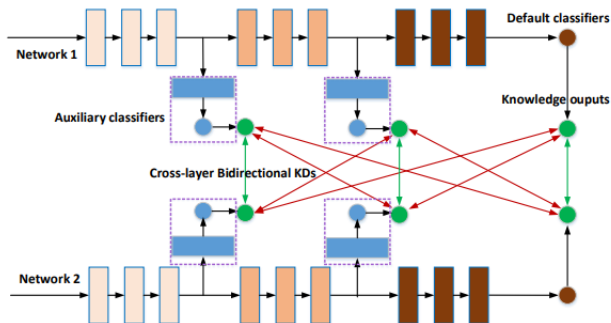 Default classifiers
Network 1
Knowledge ouputs
Auxiliary classifiers
Cross-layer Bidirectional KDs
Network 2